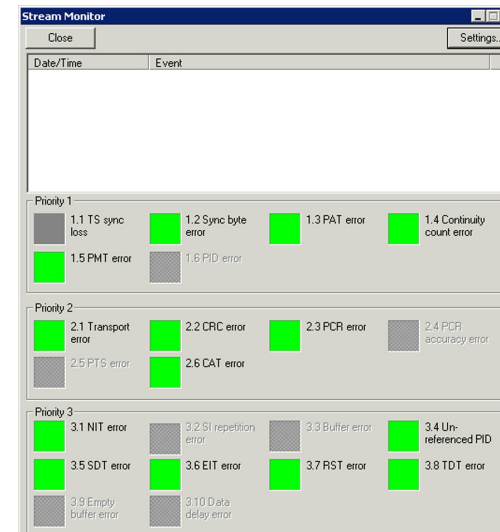 Stream Monitor
Close
Settings..
Date/Time Event
Priority 1
1.1 TS sync loss
1.2 Sync byte error
1.3 PAT error
1.4 Continuity count error
1.5 PMT error
1.6 PID error
Priority 2
2.1 Transport error
2.2 CRC error
2.3 PCR error
2.4 PCR accuracy error
2.5 PTS error
2.6 CAT error
Priority 3
3.1 NIT error
3.2 SI repetition error
3.3 Buffer error
3.4 Un-referenced PID
3.5 SDT error
3.6 EIT error
3.7 RST error
3.8 TDT error
3.9 Empty buffer error
3.10 Data delay error